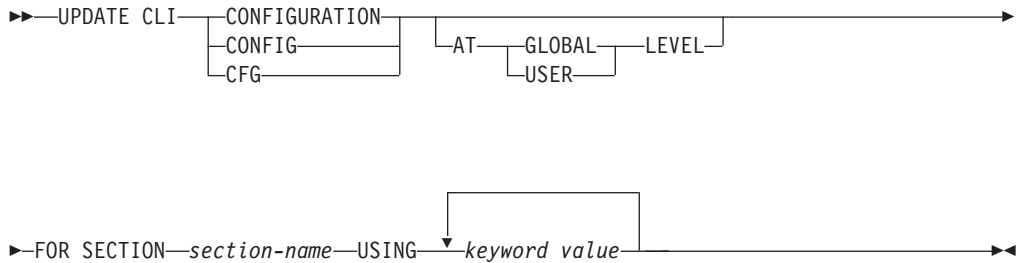 UPDATE CLI CONFIGURATION AT GLOBAL LEVEL
CONFIG USER
CFG
FOR SECTION section-name USING keyword value